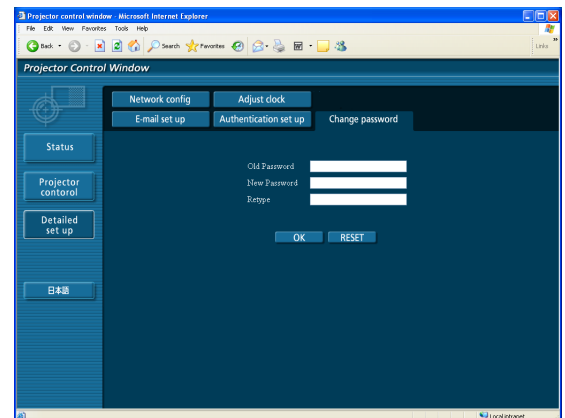 Projector control window - Microsoft Internet Explorer
File Edit View Favorites Tools Help
Back Search Favorites Links »
Projector Control Window
Network config Adjust clock
E-mail set up Authentication set up Change password
Status
Projector
contorol
Detailed
set up
日本語
Old Password
New Password
Retype
OK RESET
Local intranet